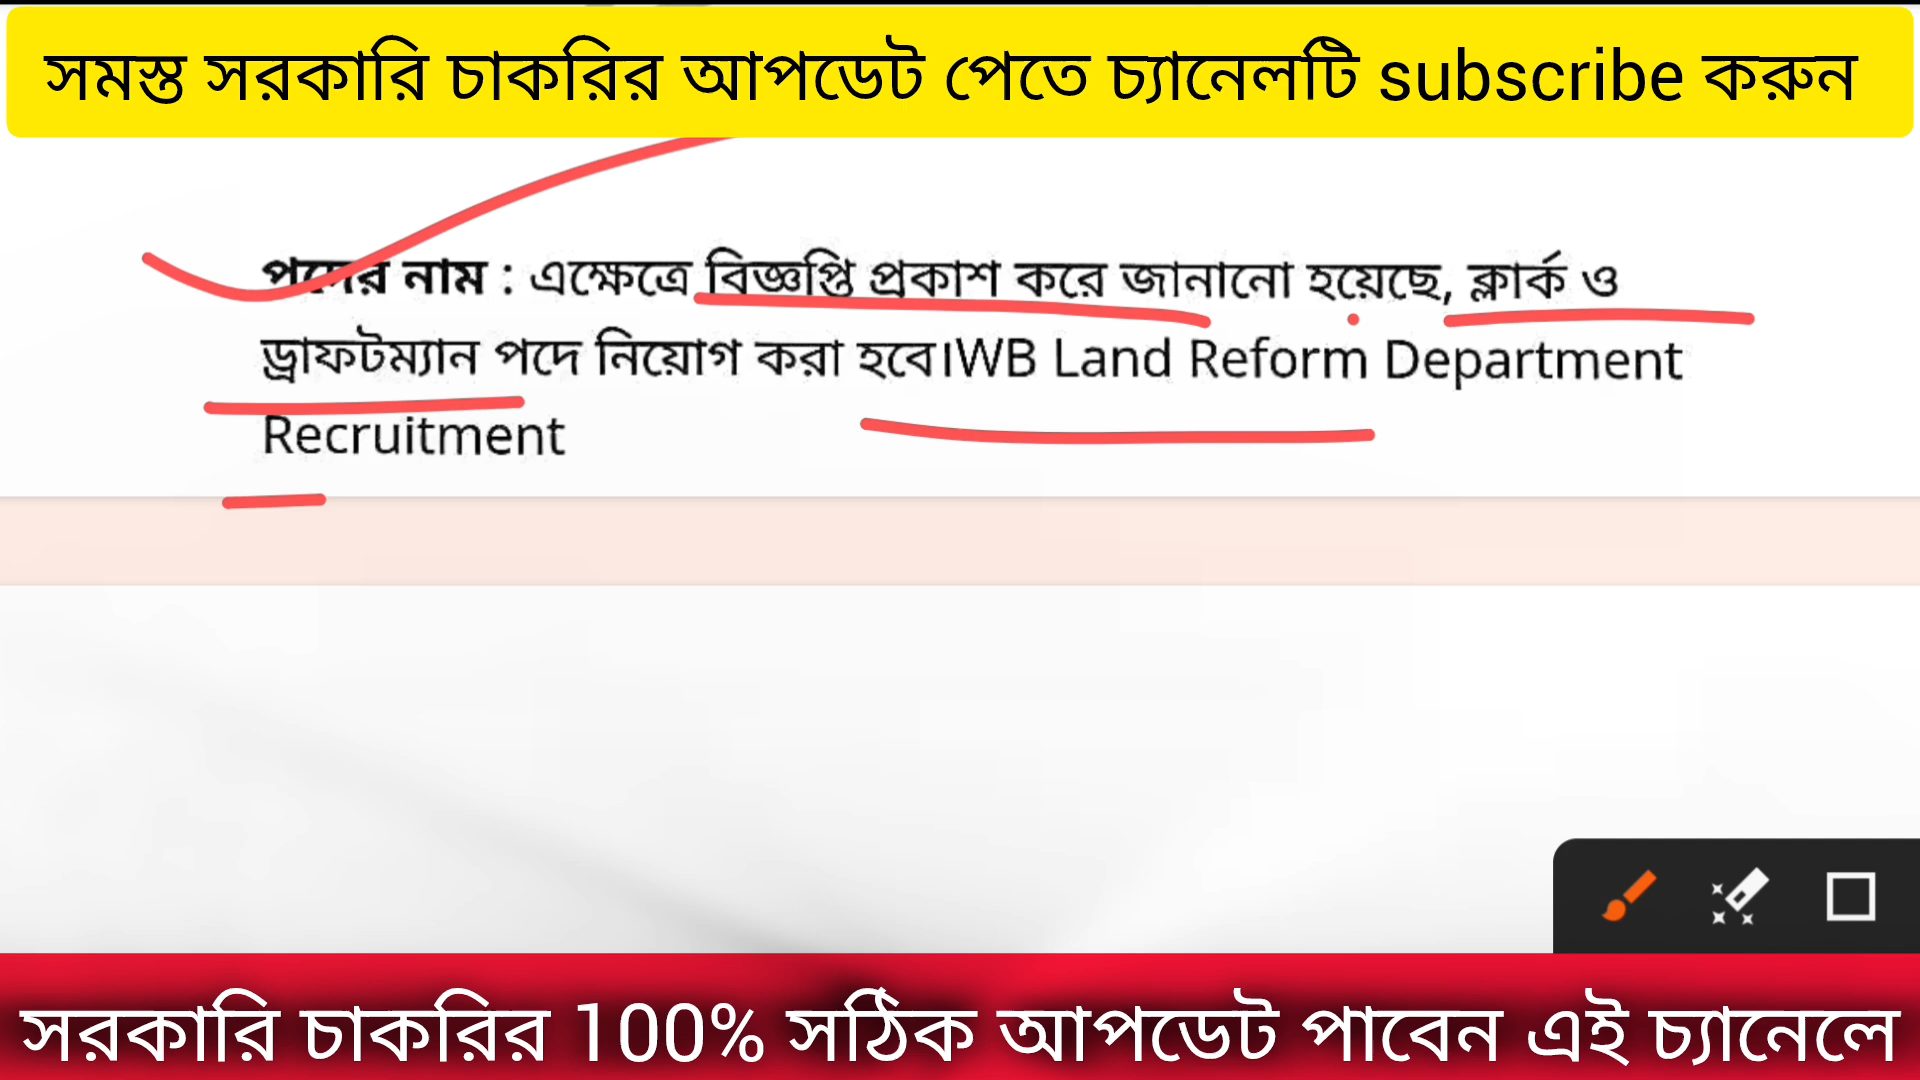 সমস্ত সরকারি চাকরির আপডেট পেতে চ্যানেলটি subscribe করুন
পদের নাম : এক্ষেত্রে বিজ্ঞপ্তি প্রকাশ করে জানানো হয়েছে, ক্লার্ক ও
ড্রাফটম্যান পদে নিয়োগ করা হবে।WB Land Reform Department
Recruitment
সরকারি চাকরির 100% সঠিক আপডেট পাবেন এই চ্যানেলে